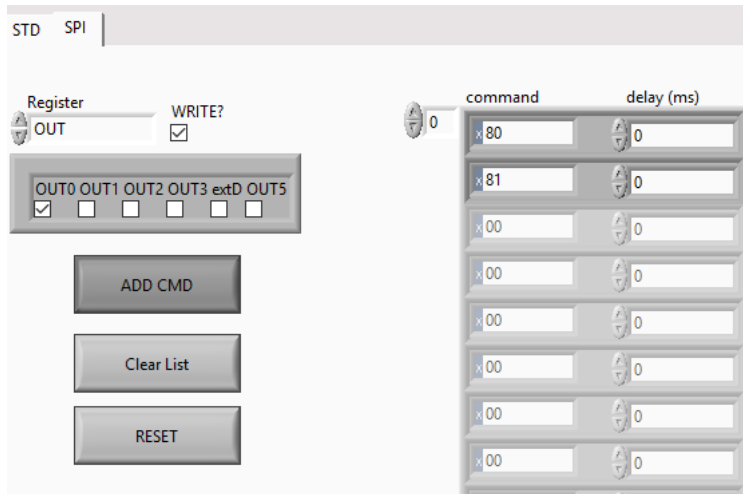 STD SPI
Register
WRITE?
OUT
OUT0 OUT1 OUT2 OUT3 extD OUT5
ADD CMD
Clear List
RESET
0
command delay (ms)
x 80 0
x 81 0
x 00 0
x 00 0
x 00 0
x 00 0
x 00 0
x 00 0